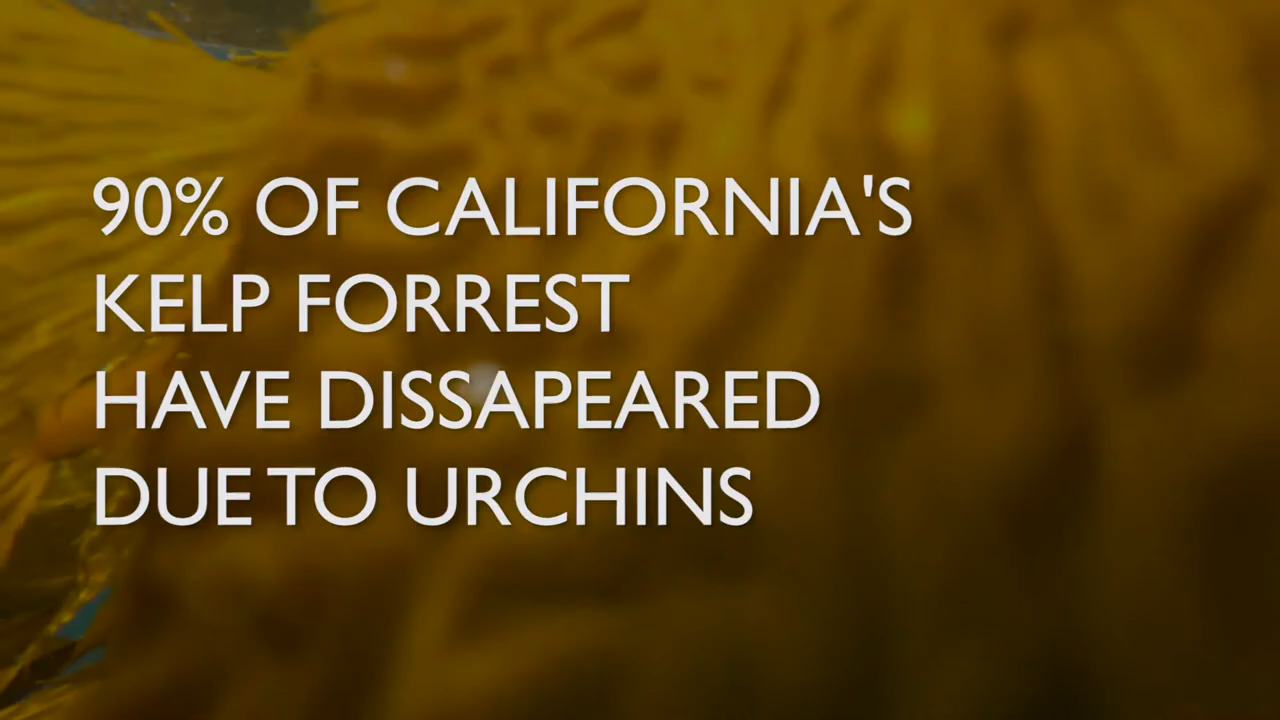 90% OF CALIFORNIA'S
KELP FORREST
HAVE DISSAPEARED
DUE TO URCHINS